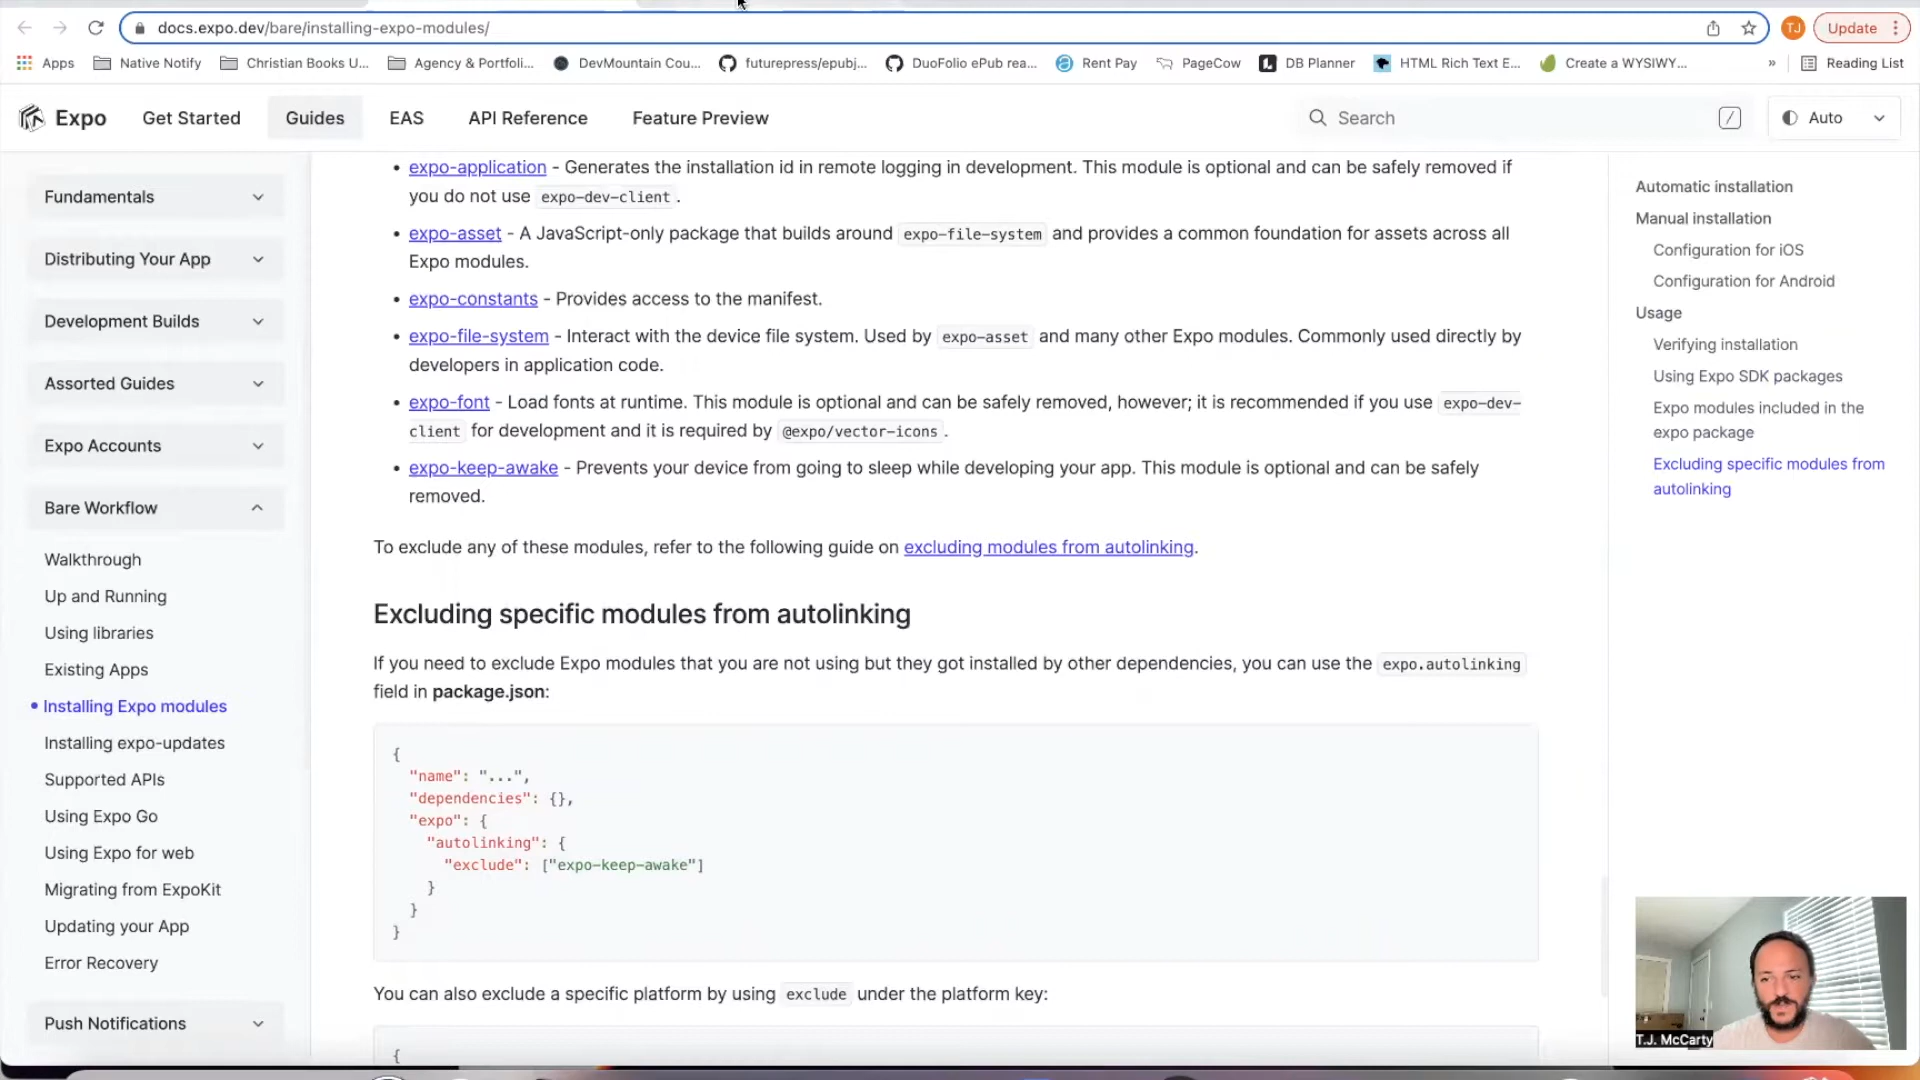 docs.expo.dev/bare/installing-expo-modules/
TJ
Update
Apps
Native Notify
Christian Books U...
Agency & Portfoli...
DevMountain Cou...
futurepress/epubj...
DuoFolio ePub rea...
Rent Pay
PageCow
DB Planner
HTML Rich Text E...
Create a WYSIWY...
»
Reading List
Expo
Get Started
Guides
EAS
API Reference
Feature Preview
Search
/
Auto
Fundamentals
Distributing Your App
Development Builds
Assorted Guides
Expo Accounts
Bare Workflow
Walkthrough
Up and Running
Using libraries
Existing Apps
• Installing Expo modules
Installing expo-updates
Supported APIs
Using Expo Go
Using Expo for web
Migrating from ExpoKit
Updating your App
Error Recovery
Push Notifications
• expo-application - Generates the installation id in remote logging in development. This module is optional and can be safely removed if
you do not use expo-dev-client.
• expo-asset - A JavaScript-only package that builds around expo-file-system and provides a common foundation for assets across all
Expo modules.
• expo-constants - Provides access to the manifest.
• expo-file-system - Interact with the device file system. Used by expo-asset and many other Expo modules. Commonly used directly by
developers in application code.
• expo-font - Load fonts at runtime. This module is optional and can be safely removed, however; it is recommended if you use expo-dev-
client for development and it is required by @expo/vector-icons.
• expo-keep-awake - Prevents your device from going to sleep while developing your app. This module is optional and can be safely
removed.
To exclude any of these modules, refer to the following guide on excluding modules from autolinking.
Excluding specific modules from autolinking
If you need to exclude Expo modules that you are not using but they got installed by other dependencies, you can use the expo.autolinking
field in package.json:
{
"name": "...",
"dependencies": {},
"expo": {
"autolinking": {
"exclude": ["expo-keep-awake"]
}
}
}
You can also exclude a specific platform by using exclude under the platform key:
{
Automatic installation
Manual installation
Configuration for iOS
Configuration for Android
Usage
Verifying installation
Using Expo SDK packages
Expo modules included in the
expo package
Excluding specific modules from
autolinking
T.J. McCarty